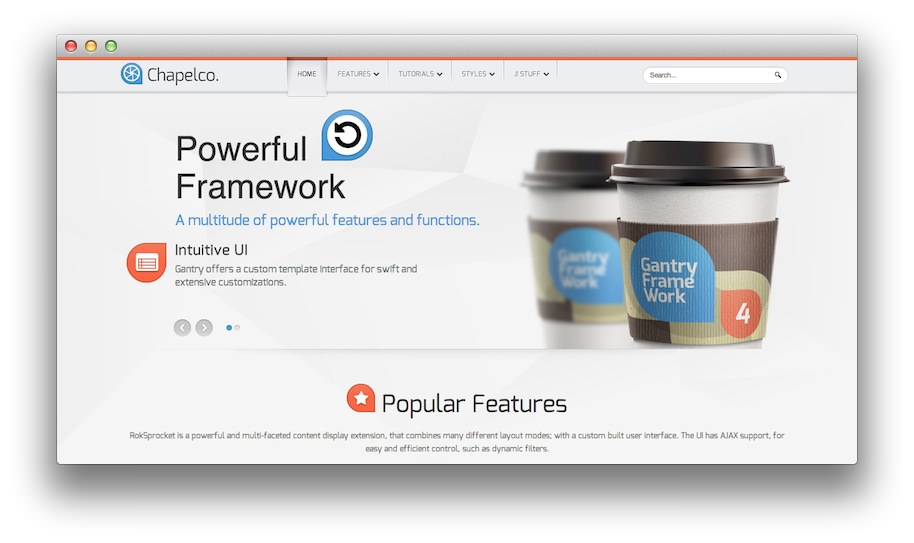 Chapelco.
HOME
FEATURES
TUTORIALS
STYLES
J! STUFF
Search...
Powerful
Framework
A multitude of powerful features and functions.
Intuitive UI
Gantry offers a custom template interface for swift and
extensive customizations.
Gantry
Frame
Work
Gantry
Frame
Work
4
Popular Features
RokSprocket is a powerful and multi-faceted content display extension, that combines many different layout modes; with a custom built user interface. The UI has AJAX support, for
easy and efficient control, such as dynamic filters.